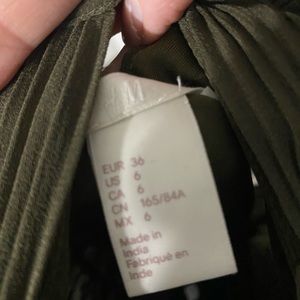 H&M
EUR 36
US 6
CA 6
CN 165/84A
MX 6
Made in
India
Fabriqué en
Inde